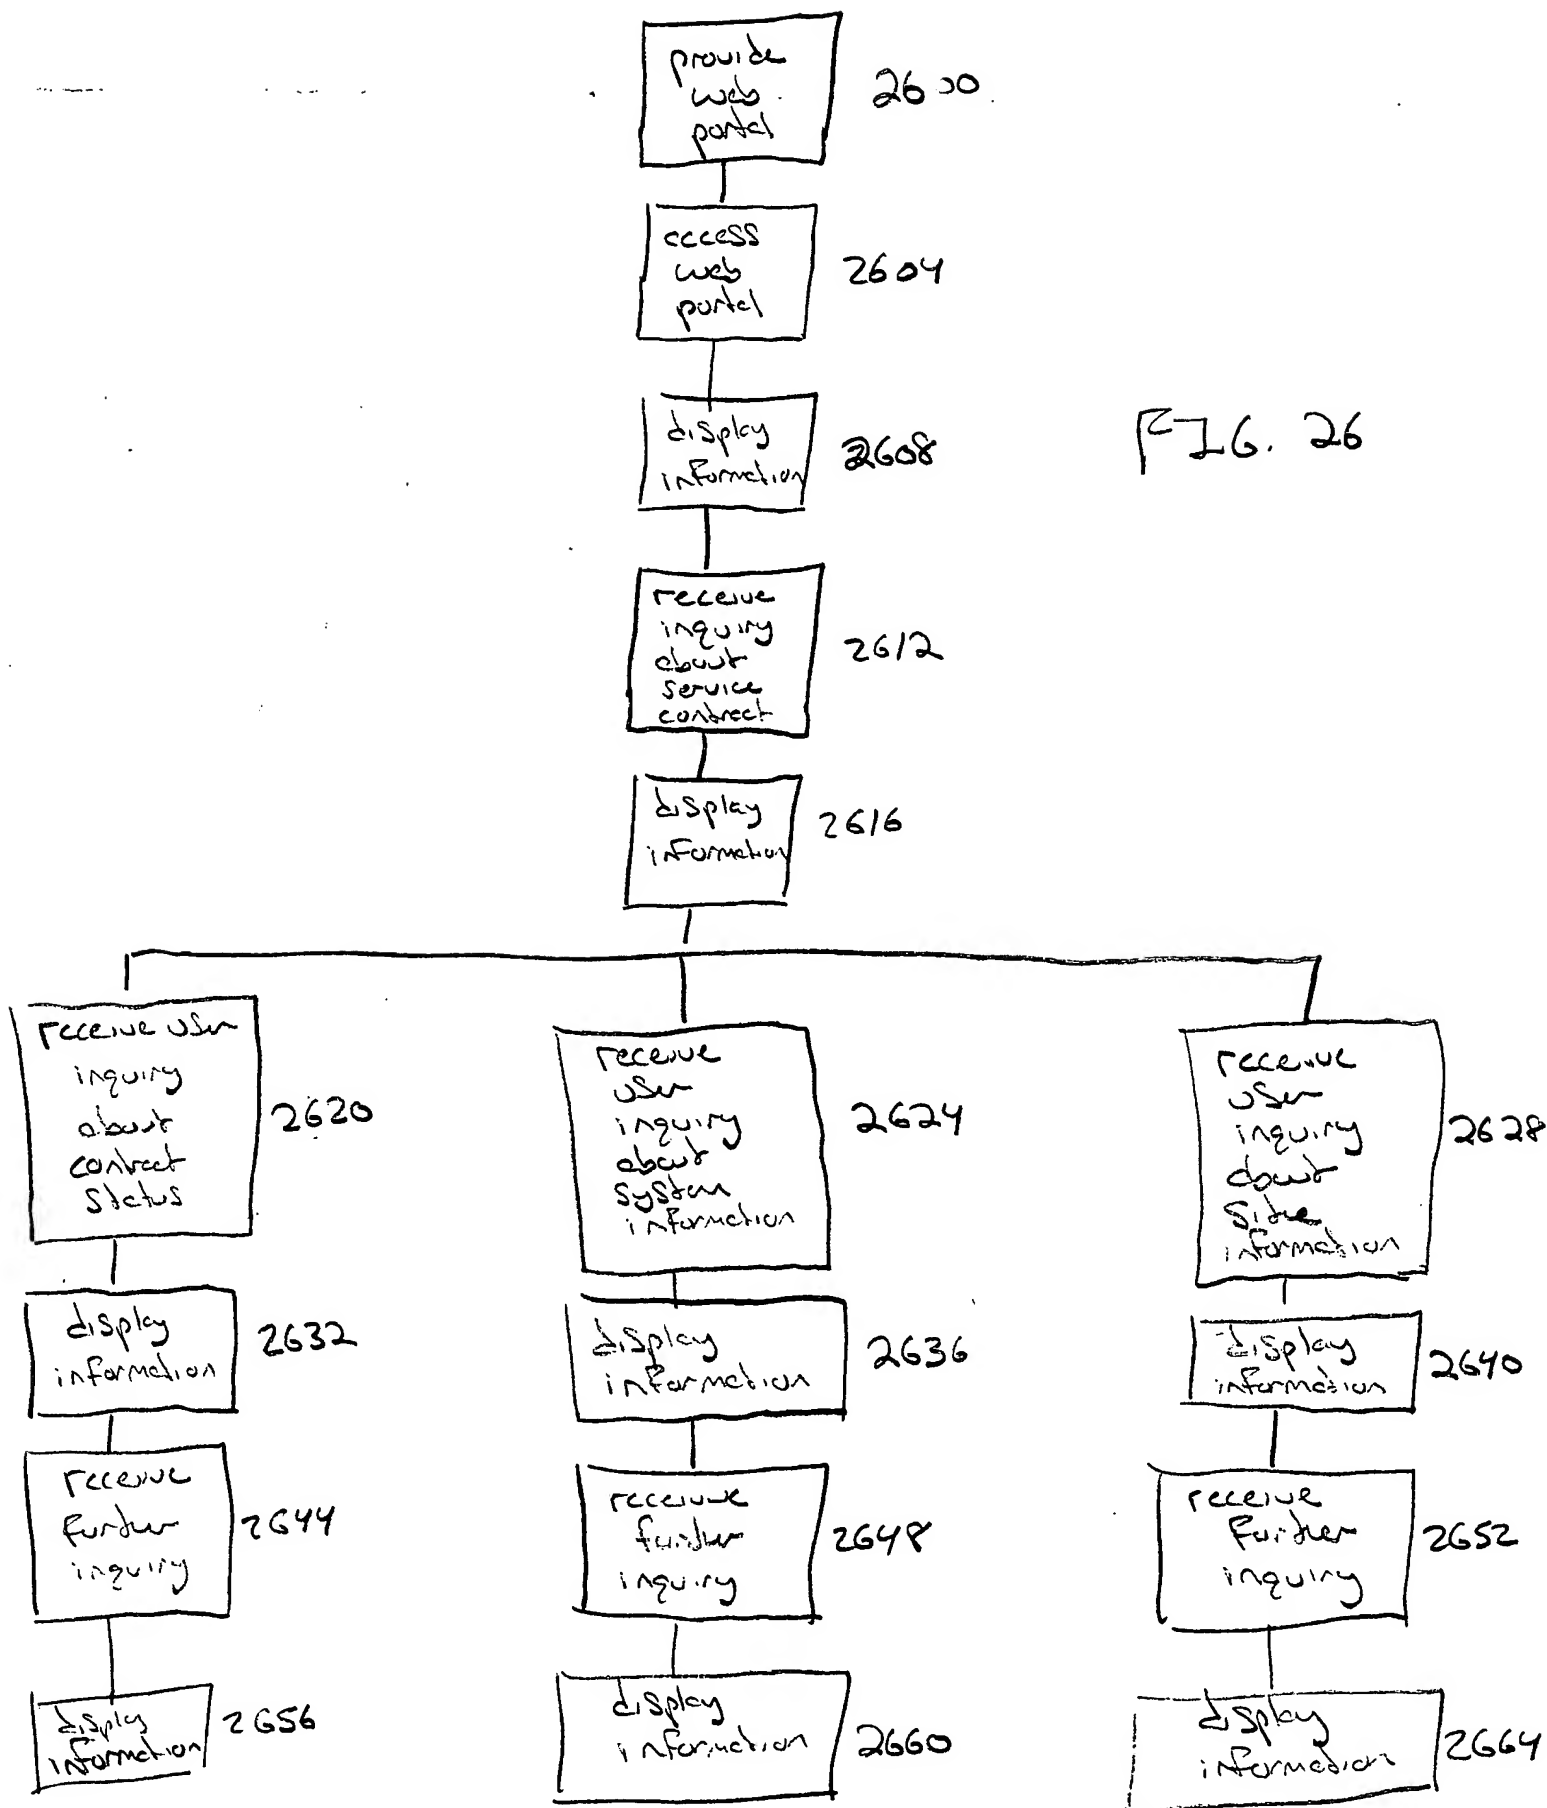 provide
web
portal
2600
access
web
portal
2604
display
information
2608
FIG. 26
receive
inquiry
about
service
contract
2612
display
information
2616
receive user
inquiry
about
contract
status
2620
receive
user
inquiry
about
system
information
2624
receive
user
inquiry
about
site
information
2628
display
information
2632
display
information
2636
display
information
2640
receive
further
inquiry
2644
receive
further
inquiry
2648
receive
further
inquiry
2652
display
information
2656
display
information
2660
display
information
2664